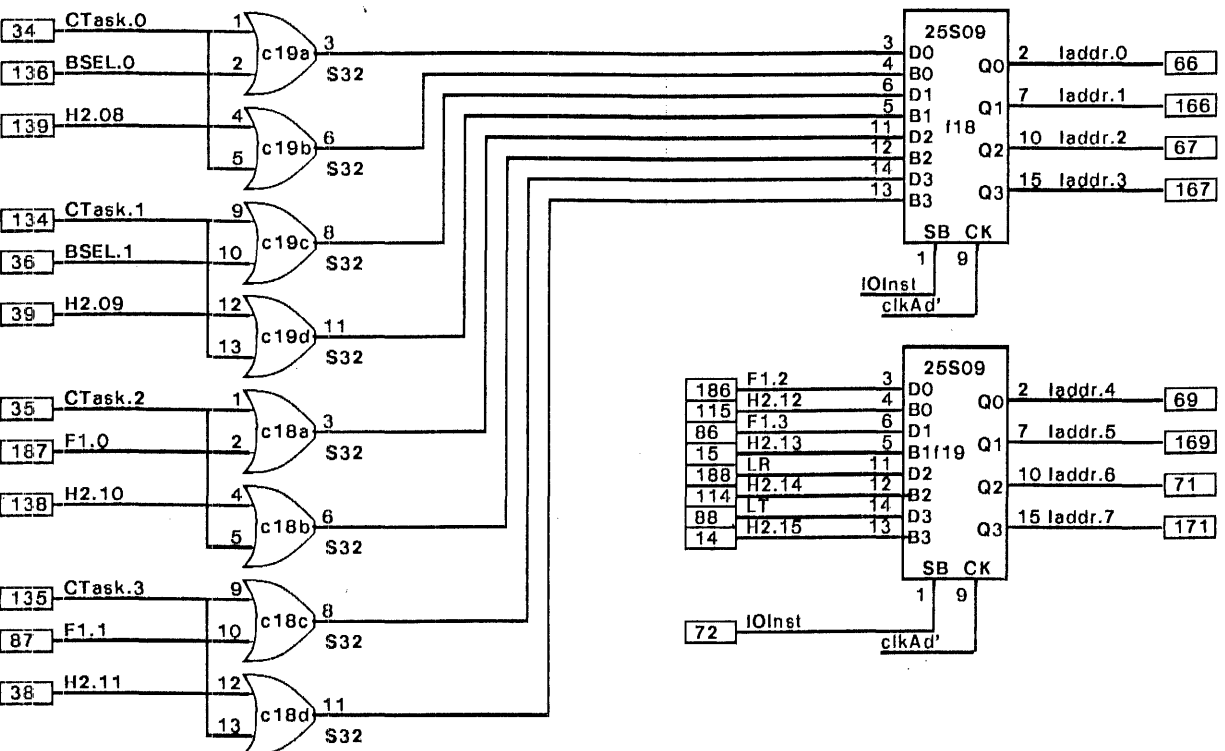 34 CTask.0 1 c19a 3 S32
136 BSEL.0 2
139 H2.08 4 c19b 6 S32
5
134 CTask.1 9 c19c 8 S32
36 BSEL.1 10
39 H2.09 12 c19d 11 S32
13
35 CTask.2 1 c18a 3 S32
187 F1.0 2
138 H2.10 4 c18b 6 S32
5
135 CTask.3 9 c18c 8 S32
87 F1.1 10
38 H2.11 12 c18d 11 S32
13
25S09
f18
3 D0
4 B0
6 D1
5 B1
11 D2
12 B2
14 D3
13 B3
Q0 2 Iaddr.0 66
Q1 7 Iaddr.1 166
Q2 10 Iaddr.2 67
Q3 15 Iaddr.3 167
SB CK
1 9
IOInst
clkAd'
25S09
f19
186 F1.2 3 D0
115 H2.12 4 B0
86 F1.3 6 D1
15 H2.13 5 B1
188 LR 11 D2
114 H2.14 12 B2
88 LT 14 D3
14 H2.15 13 B3
Q0 2 Iaddr.4 69
Q1 7 Iaddr.5 169
Q2 10 Iaddr.6 71
Q3 15 Iaddr.7 171
SB CK
1 9
72 IOInst
clkAd'